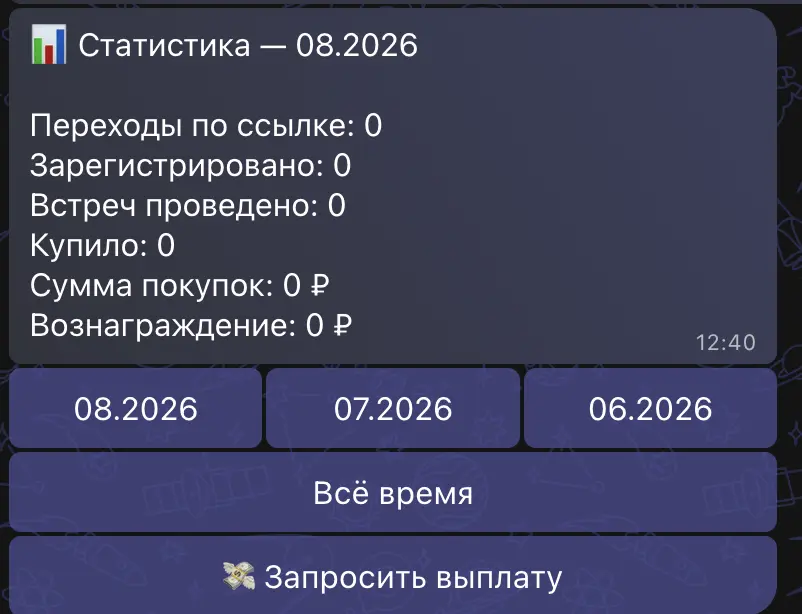 📊 Статистика — 08.2026
Переходы по ссылке: 0
Зарегистрировано: 0
Встреч проведено: 0
Купило: 0
Сумма покупок: 0 ₽
Вознаграждение: 0 ₽
12:40
08.2026 07.2026 06.2026
Всё время
💸 Запросить выплату